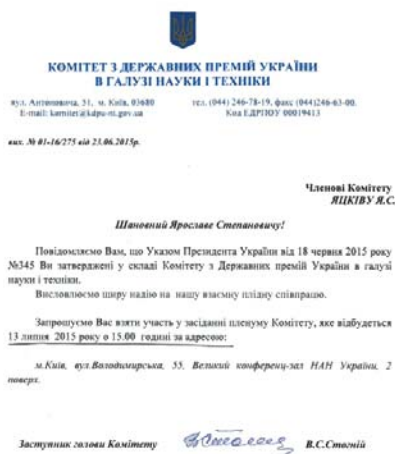 КОМІТЕТ З ДЕРЖАВНИХ ПРЕМІЙ УКРАЇНИ
В ГАЛУЗІ НАУКИ І ТЕХНІКИ
вул. Антоновича, 51, м. Київ, 03680
тел. (044) 246-78-19, факс (044)246-63-00.
E-mail: komitet@kdpu-nt.gov.ua
Код ЕДРПОУ 00019413
вих. № 01-16/275 від 23.06.2015р.
Членові Комітету
ЯЦКІВУ Я.С.
Шановний Ярославе Степановичу!
Повідомляємо Вам, що Указом Президента України від 18 червня 2015 року
№345 Ви затверджені у складі Комітету з Державних премій України в галузі
науки і техніки.
Висловлюємо щиру надію на нашу взаємну плідну співпрацю.
Запрошуємо Вас взяти участь у засіданні пленуму Комітету, яке відбудеться
13 липня 2015 року о 15.00 годині за адресою:
м.Київ, вул.Володимирська, 55, Великий конференц-зал НАН України, 2
поверх.
Заступник голови Комітету
В.С.Стогній